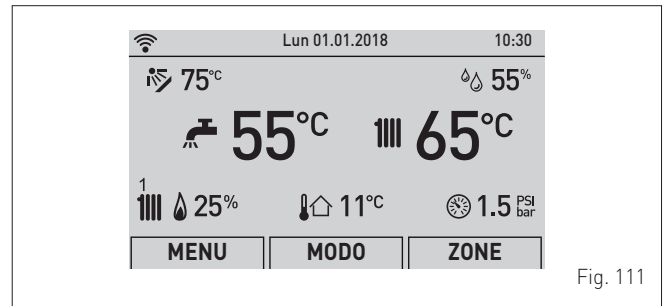 Lun 01.01.2018 10:30
75°C 55%
55°C 65°C
1
25% 11°C 1.5 PSI bar
MENU MODO ZONE
Fig. 111